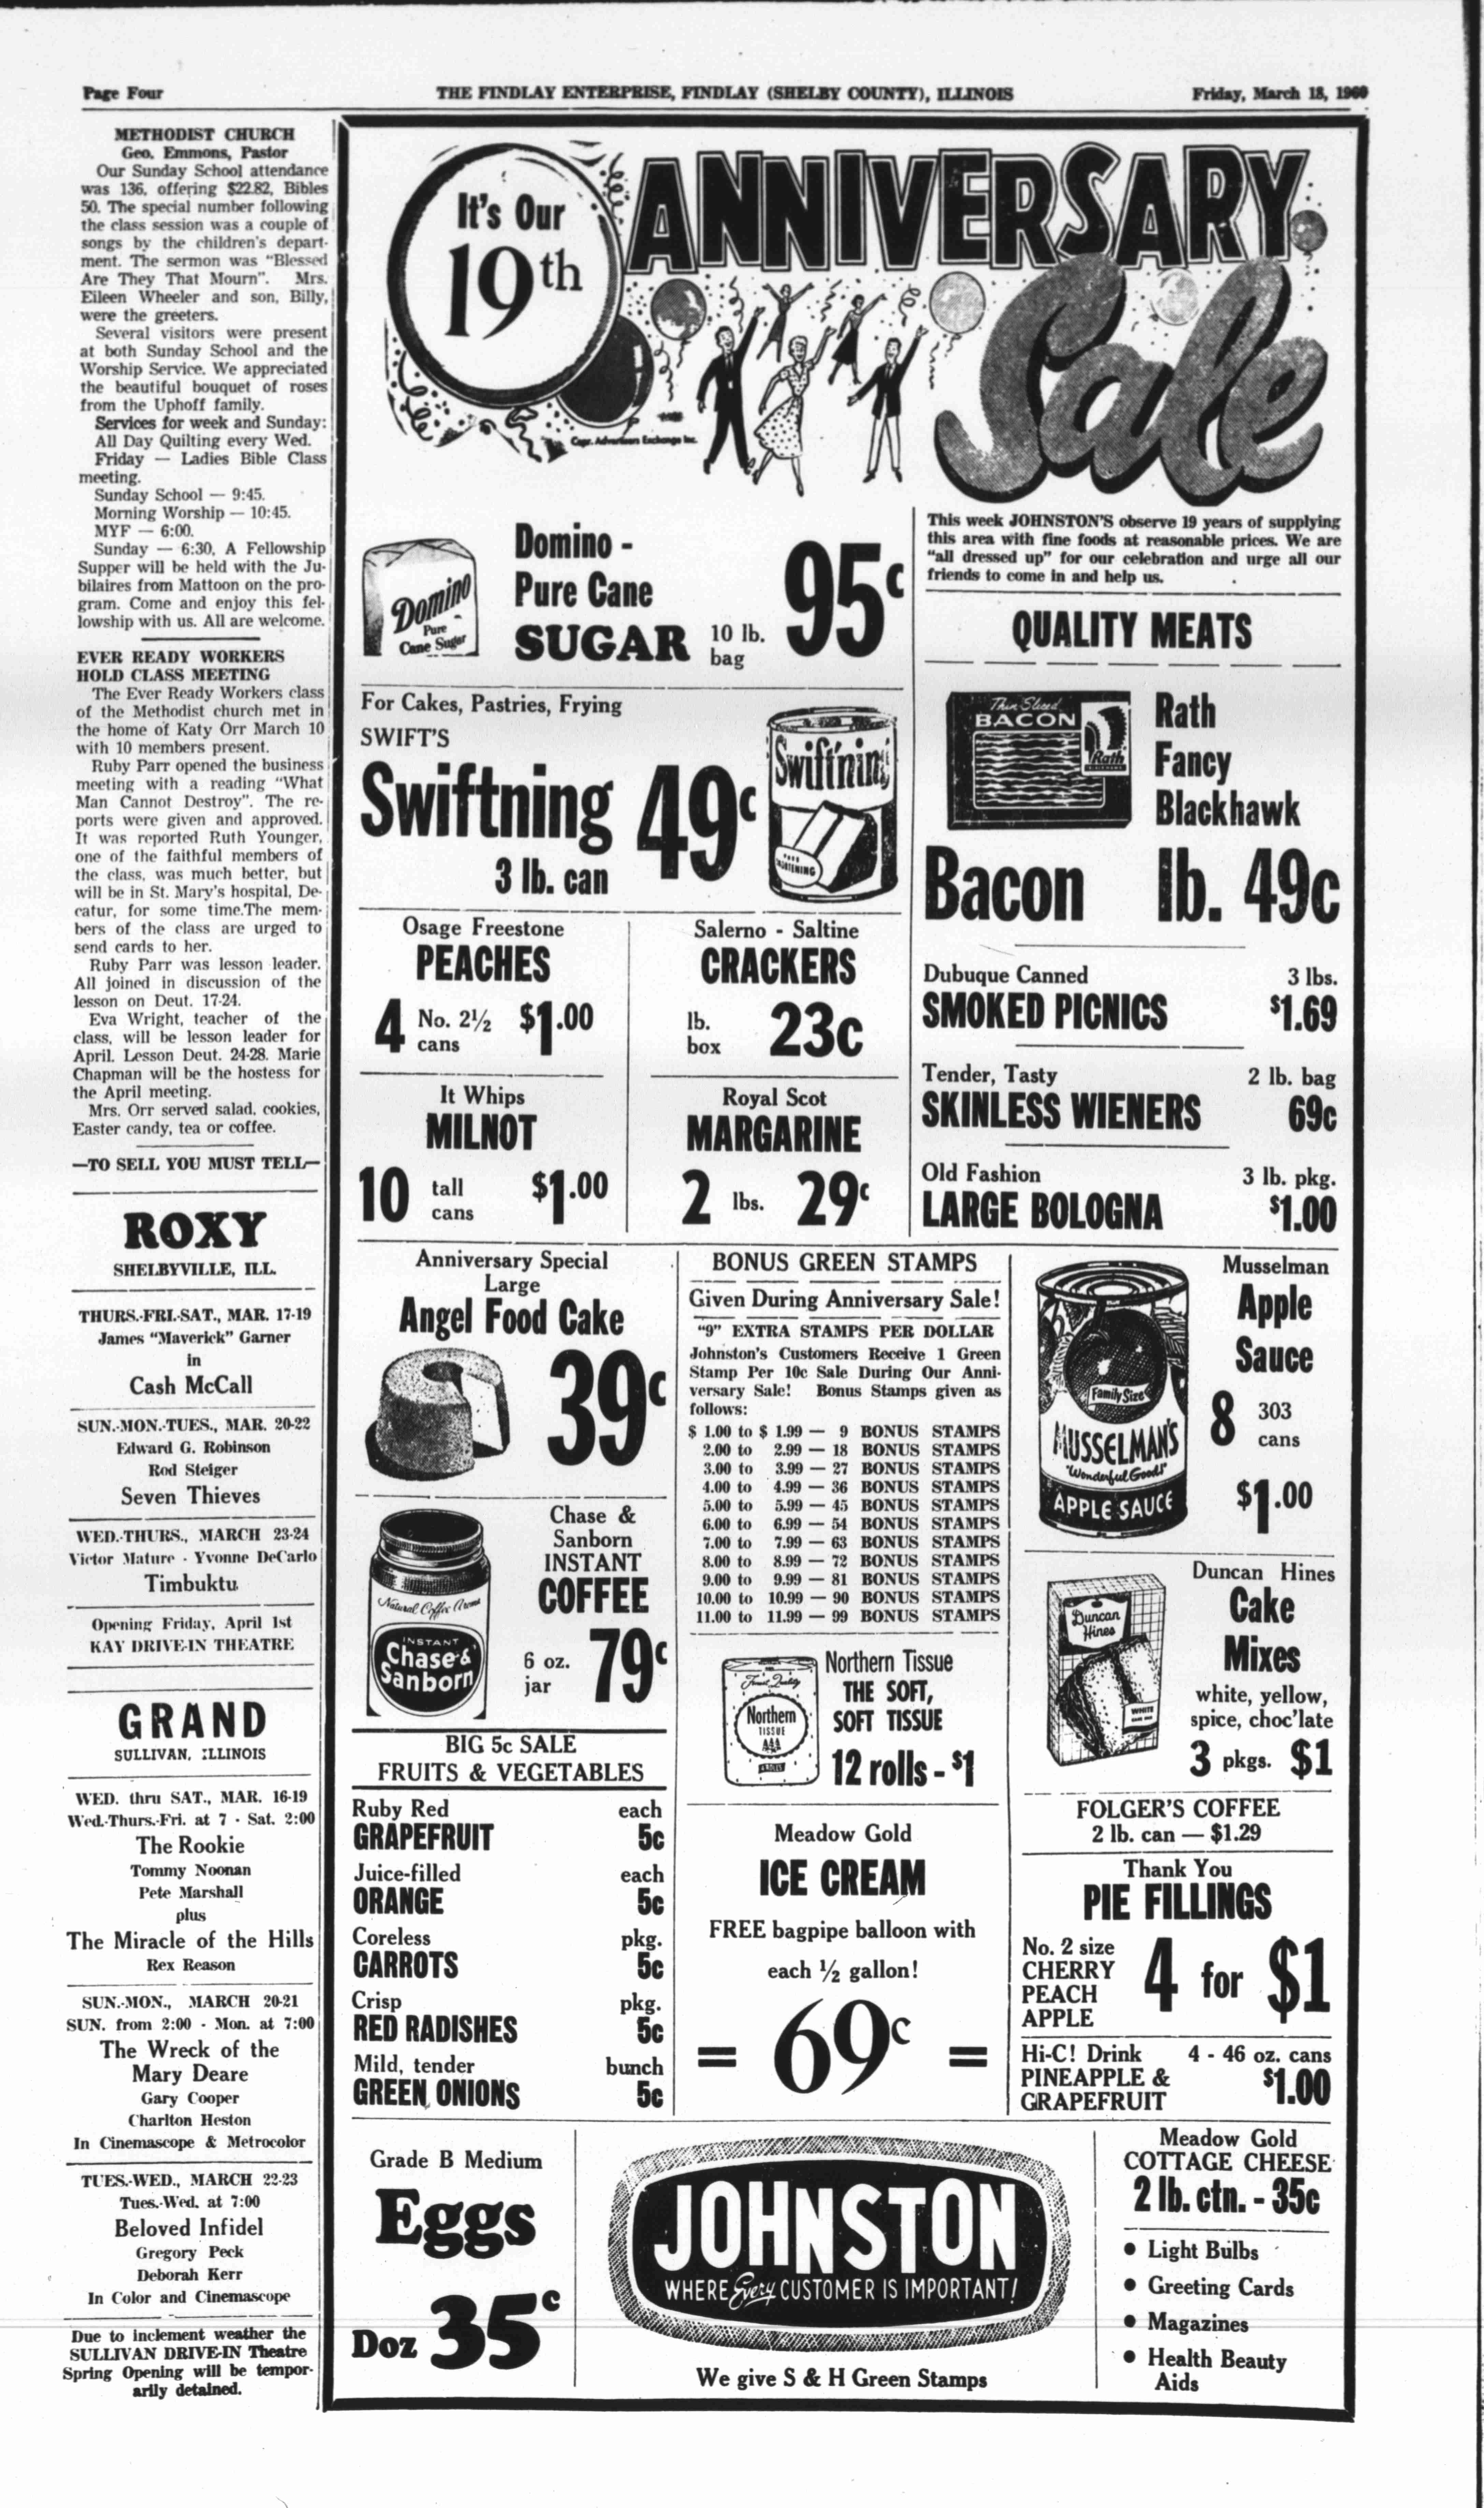 Page Four
THE FINDLAY ENTERPRISE, FINDLAY (SHELBY COUNTY), ILLINOIS
Friday, March 18, 1960
METHODIST CHURCH
Geo. Emmons, Pastor
Our Sunday School attendance
was 136, offering $22.82, Bibles
50. The special number following
the class session was a couple of
songs by the children's depart-
ment. The sermon was "Blessed
Are They That Mourn". Mrs.
Eileen Wheeler and son, Billy,
were the greeters.
Several visitors were present
at both Sunday School and the
Worship Service. We appreciated
the beautiful bouquet of roses
from the Uphoff family.
Services for week and Sunday:
All Day Quilting every Wed.
Friday — Ladies Bible Class
meeting.
Sunday School — 9:45.
Morning Worship — 10:45.
MYF — 6:00.
Sunday — 6:30, A Fellowship
Supper will be held with the Ju-
bilaires from Mattoon on the pro-
gram. Come and enjoy this fel-
lowship with us. All are welcome.
EVER READY WORKERS
HOLD CLASS MEETING
The Ever Ready Workers class
of the Methodist church met in
the home of Katy Orr March 10
with 10 members present.
Ruby Parr opened the business
meeting with a reading "What
Man Cannot Destroy". The re-
ports were given and approved.
It was reported Ruth Younger,
one of the faithful members of
the class, was much better, but
will be in St. Mary's hospital, De-
catur, for some time.The mem-
bers of the class are urged to
send cards to her.
Ruby Parr was lesson leader.
All joined in discussion of the
lesson on Deut. 17-24.
Eva Wright, teacher of the
class, will be lesson leader for
April. Lesson Deut. 24-28. Marie
Chapman will be the hostess for
the April meeting.
Mrs. Orr served salad, cookies,
Easter candy, tea or coffee.
—TO SELL YOU MUST TELL—
ROXY
SHELBYVILLE, ILL.
THURS.-FRI.-SAT., MAR. 17-19
James "Maverick" Garner
in
Cash McCall
SUN.-MON.-TUES., MAR. 20-22
Edward G. Robinson
Rod Steiger
Seven Thieves
WED.-THURS., MARCH 23-24
Victor Mature - Yvonne DeCarlo
Timbuktu
Opening Friday, April 1st
KAY DRIVE-IN THEATRE
GRAND
SULLIVAN, ILLINOIS
WED. thru SAT., MAR. 16-19
Wed.-Thurs.-Fri. at 7 - Sat. 2:00
The Rookie
Tommy Noonan
Pete Marshall
plus
The Miracle of the Hills
Rex Reason
SUN.-MON., MARCH 20-21
SUN. from 2:00 - Mon. at 7:00
The Wreck of the
Mary Deare
Gary Cooper
Charlton Heston
In Cinemascope & Metrocolor
TUES.-WED., MARCH 22-23
Tues.-Wed. at 7:00
Beloved Infidel
Gregory Peck
Deborah Kerr
In Color and Cinemascope
Due to inclement weather the
SULLIVAN DRIVE-IN Theatre
Spring Opening will be tempor-
arily detained.
It's Our
19th
ANNIVERSARY
Sale
Copr. Advertisers Exchange Inc.
Domino -
Pure Cane
SUGAR
10 lb.
bag
95c
Domino
Pure
Cane Sugar
This week JOHNSTON'S observe 19 years of supplying
this area with fine foods at reasonable prices. We are
"all dressed up" for our celebration and urge all our
friends to come in and help us.
QUALITY MEATS
For Cakes, Pastries, Frying
SWIFT'S
Swiftning 49c
3 lb. can
Swift'ning
SHORTENING
Thin Sliced
BACON
Rath
Rath
Fancy
Blackhawk
Bacon lb. 49c
Osage Freestone
PEACHES
4 No. 2½ cans $1.00
Salerno - Saltine
CRACKERS
lb. box 23c
Dubuque Canned 3 lbs.
SMOKED PICNICS $1.69
It Whips
MILNOT
10 tall cans $1.00
Royal Scot
MARGARINE
2 lbs. 29c
Tender, Tasty 2 lb. bag
SKINLESS WIENERS 69c
Old Fashion 3 lb. pkg.
LARGE BOLOGNA $1.00
Anniversary Special
Large
Angel Food Cake
39c
Chase &
Sanborn
INSTANT
COFFEE
6 oz.
jar
79c
Natural Coffee Aroma
INSTANT
Chase &
Sanborn
BIG 5c SALE
FRUITS & VEGETABLES
Ruby Red each
GRAPEFRUIT 5c
Juice-filled each
ORANGE 5c
Coreless pkg.
CARROTS 5c
Crisp pkg.
RED RADISHES 5c
Mild, tender bunch
GREEN ONIONS 5c
BONUS GREEN STAMPS
Given During Anniversary Sale!
"9" EXTRA STAMPS PER DOLLAR
Johnston's Customers Receive 1 Green
Stamp Per 10c Sale During Our Anni-
versary Sale! Bonus Stamps given as
follows:
$ 1.00 to $ 1.99 — 9 BONUS STAMPS
2.00 to 2.99 — 18 BONUS STAMPS
3.00 to 3.99 — 27 BONUS STAMPS
4.00 to 4.99 — 36 BONUS STAMPS
5.00 to 5.99 — 45 BONUS STAMPS
6.00 to 6.99 — 54 BONUS STAMPS
7.00 to 7.99 — 63 BONUS STAMPS
8.00 to 8.99 — 72 BONUS STAMPS
9.00 to 9.99 — 81 BONUS STAMPS
10.00 to 10.99 — 90 BONUS STAMPS
11.00 to 11.99 — 99 BONUS STAMPS
Finest Quality
Northern
TISSUE
Northern Tissue
THE SOFT,
SOFT TISSUE
12 rolls - $1
Meadow Gold
ICE CREAM
FREE bagpipe balloon with
each ½ gallon!
= 69c =
Family Size
MUSSELMAN'S
"Wonderful Good!"
APPLE SAUCE
Musselman
Apple
Sauce
8 303 cans
$1.00
Duncan
Hines
WHITE
Duncan Hines
Cake
Mixes
white, yellow,
spice, choc'late
3 pkgs. $1
FOLGER'S COFFEE
2 lb. can — $1.29
Thank You
PIE FILLINGS
No. 2 size
CHERRY
PEACH
APPLE
4 for $1
Hi-C! Drink 4 - 46 oz. cans
PINEAPPLE &
GRAPEFRUIT
$1.00
Grade B Medium
Eggs
Doz 35c
JOHNSTON
WHERE Every CUSTOMER IS IMPORTANT!
We give S & H Green Stamps
Meadow Gold
COTTAGE CHEESE
2 lb. ctn. - 35c
• Light Bulbs
• Greeting Cards
• Magazines
• Health Beauty
Aids